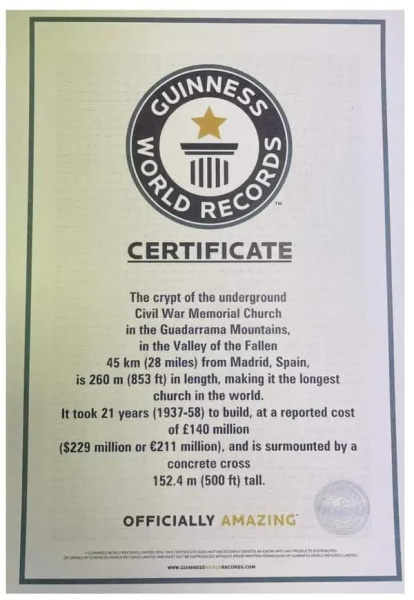 GUINNESS
WORLD RECORDS
TM
CERTIFICATE
The crypt of the underground
Civil War Memorial Church
in the Guadarrama Mountains,
in the Valley of the Fallen
45 km (28 miles) from Madrid, Spain,
is 260 m (853 ft) in length, making it the longest
church in the world.
It took 21 years (1937-58) to build, at a reported cost
of £140 million
($229 million or €211 million), and is surmounted by a
concrete cross
152.4 m (500 ft) tall.
OFFICIALLY AMAZING
WWW.GUINNESSWORLDRECORDS.COM